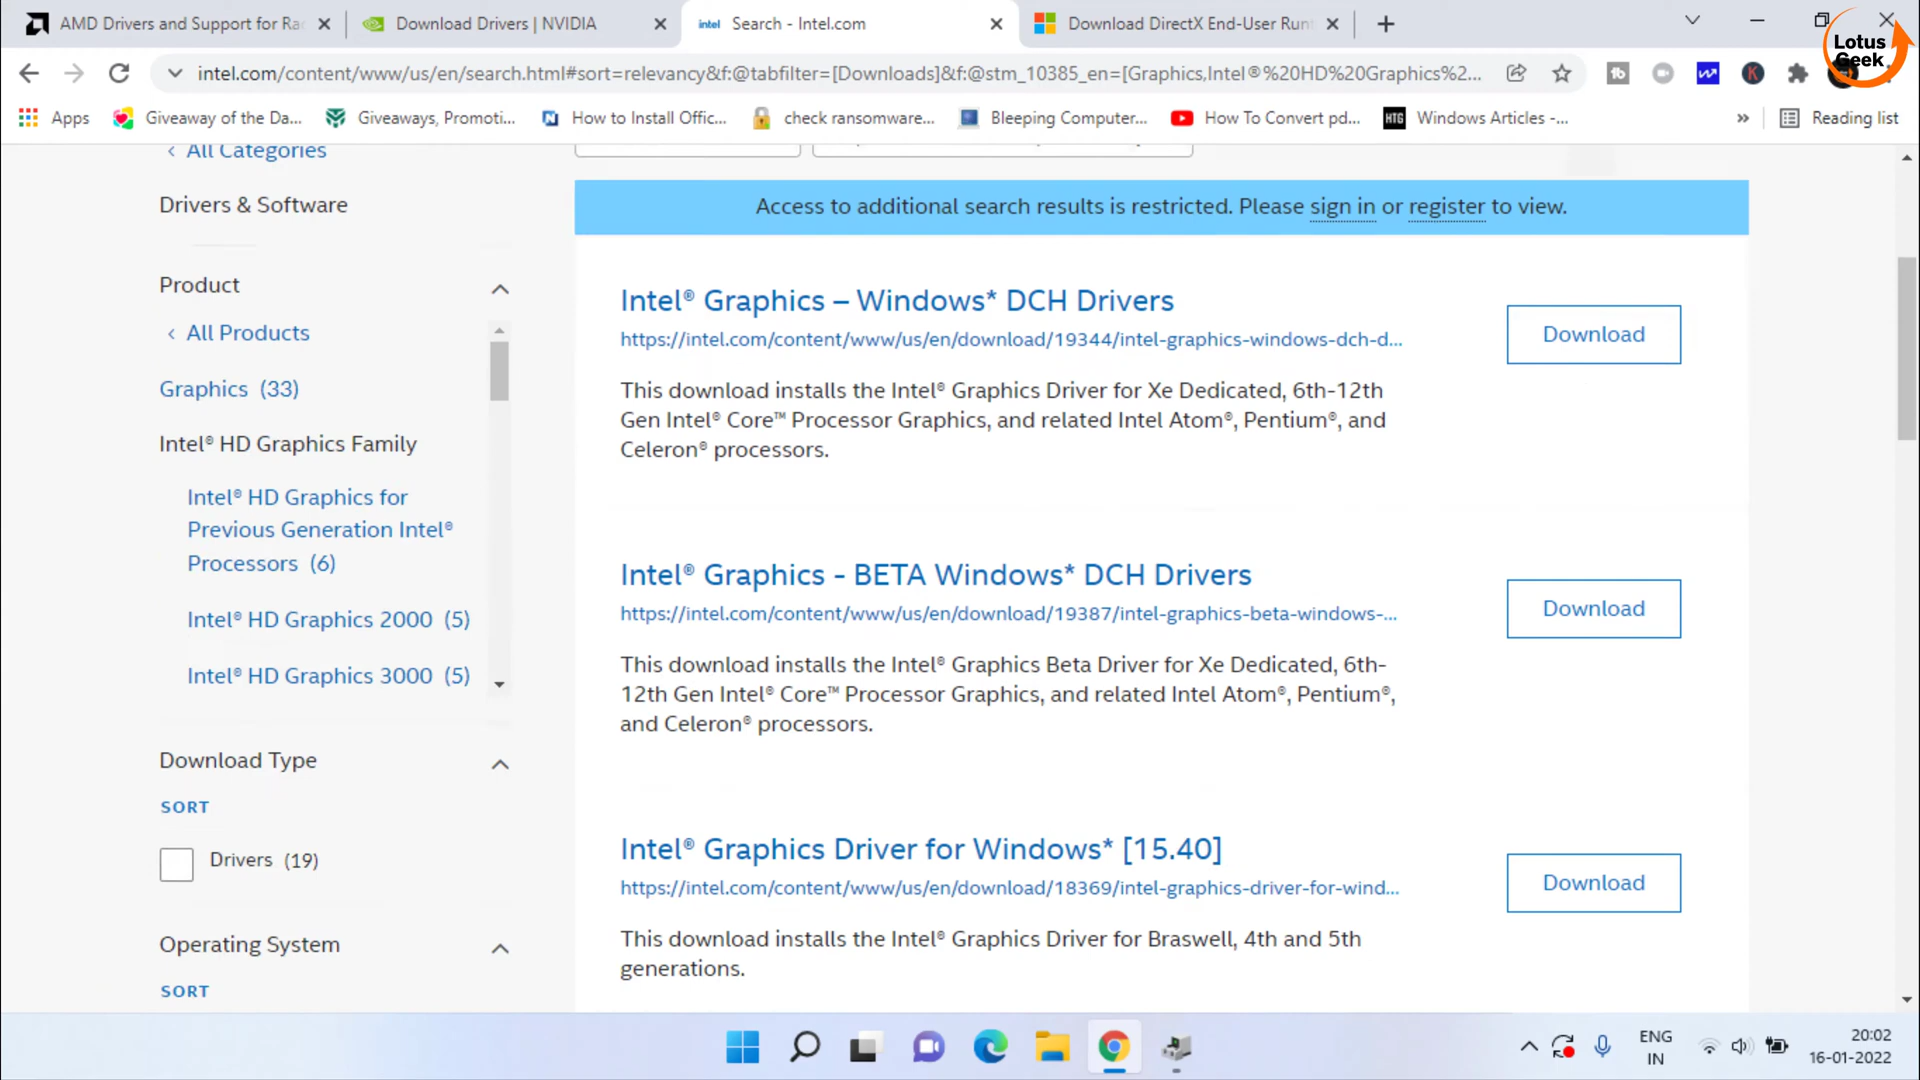 AMD Drivers and Support for Ra
Download Drivers | NVIDIA
intel
Search - Intel.com
Download DirectX End-User Run
Lotus
Geek
intel.com/content/www/us/en/search.html#sort=relevancy&f:@tabfilter=[Downloads]&f:@stm_10385_en=[Graphics,Intel®%20HD%20Graphics%2...
Apps
Giveaway of the Da...
Giveaways, Promoti...
How to Install Offic...
check ransomware...
Bleeping Computer...
How To Convert pd...
HTG
Windows Articles -...
»
Reading list
‹ All Categories
Drivers & Software
Product
‹ All Products
Graphics (33)
Intel® HD Graphics Family
Intel® HD Graphics for
Previous Generation Intel®
Processors (6)
Intel® HD Graphics 2000 (5)
Intel® HD Graphics 3000 (5)
Download Type
SORT
Drivers (19)
Operating System
SORT
Access to additional search results is restricted. Please sign in or register to view.
Intel® Graphics – Windows* DCH Drivers
https://intel.com/content/www/us/en/download/19344/intel-graphics-windows-dch-d...
Download
This download installs the Intel® Graphics Driver for Xe Dedicated, 6th-12th
Gen Intel® Core™ Processor Graphics, and related Intel Atom®, Pentium®, and
Celeron® processors.
Intel® Graphics - BETA Windows* DCH Drivers
https://intel.com/content/www/us/en/download/19387/intel-graphics-beta-windows-...
Download
This download installs the Intel® Graphics Beta Driver for Xe Dedicated, 6th-
12th Gen Intel® Core™ Processor Graphics, and related Intel Atom®, Pentium®,
and Celeron® processors.
Intel® Graphics Driver for Windows* [15.40]
https://intel.com/content/www/us/en/download/18369/intel-graphics-driver-for-wind...
Download
This download installs the Intel® Graphics Driver for Braswell, 4th and 5th
generations.
ENG
IN
20:02
16-01-2022